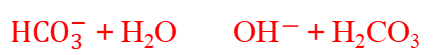 HCO₃⁻ + H₂O OH⁻ + H₂CO₃